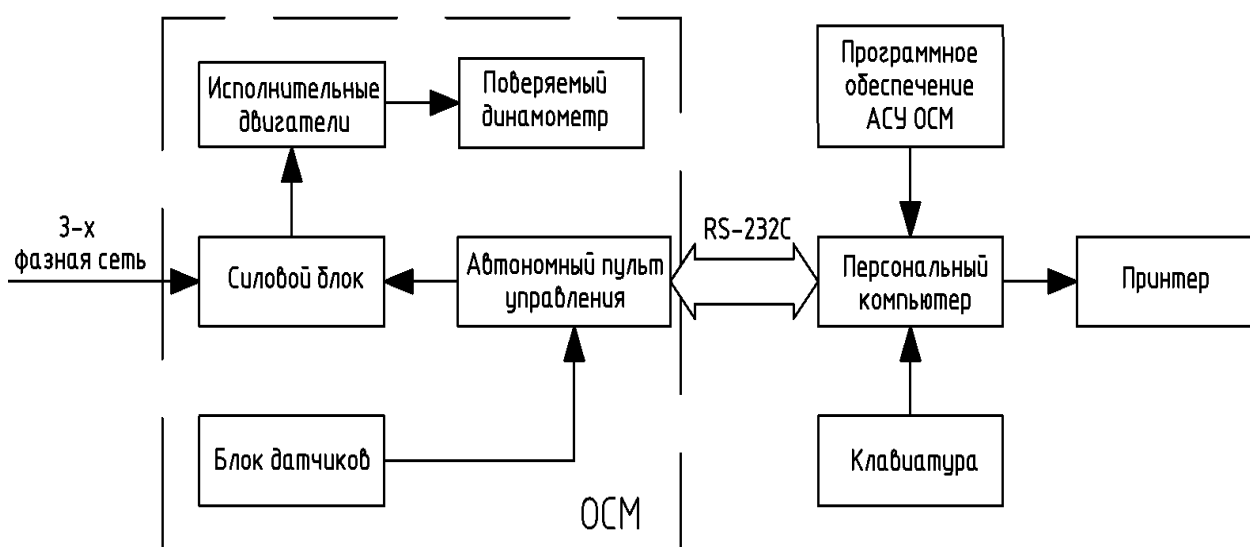 Исполнительные
двигатели
Поверяемый
динамометр
Программное
обеспечение
АСУ ОСМ
3-х
фазная сеть
Силовой блок
Автономный пульт
управления
RS-232C
Персональный
компьютер
Принтер
Блок датчиков
Клавиатура
ОСМ